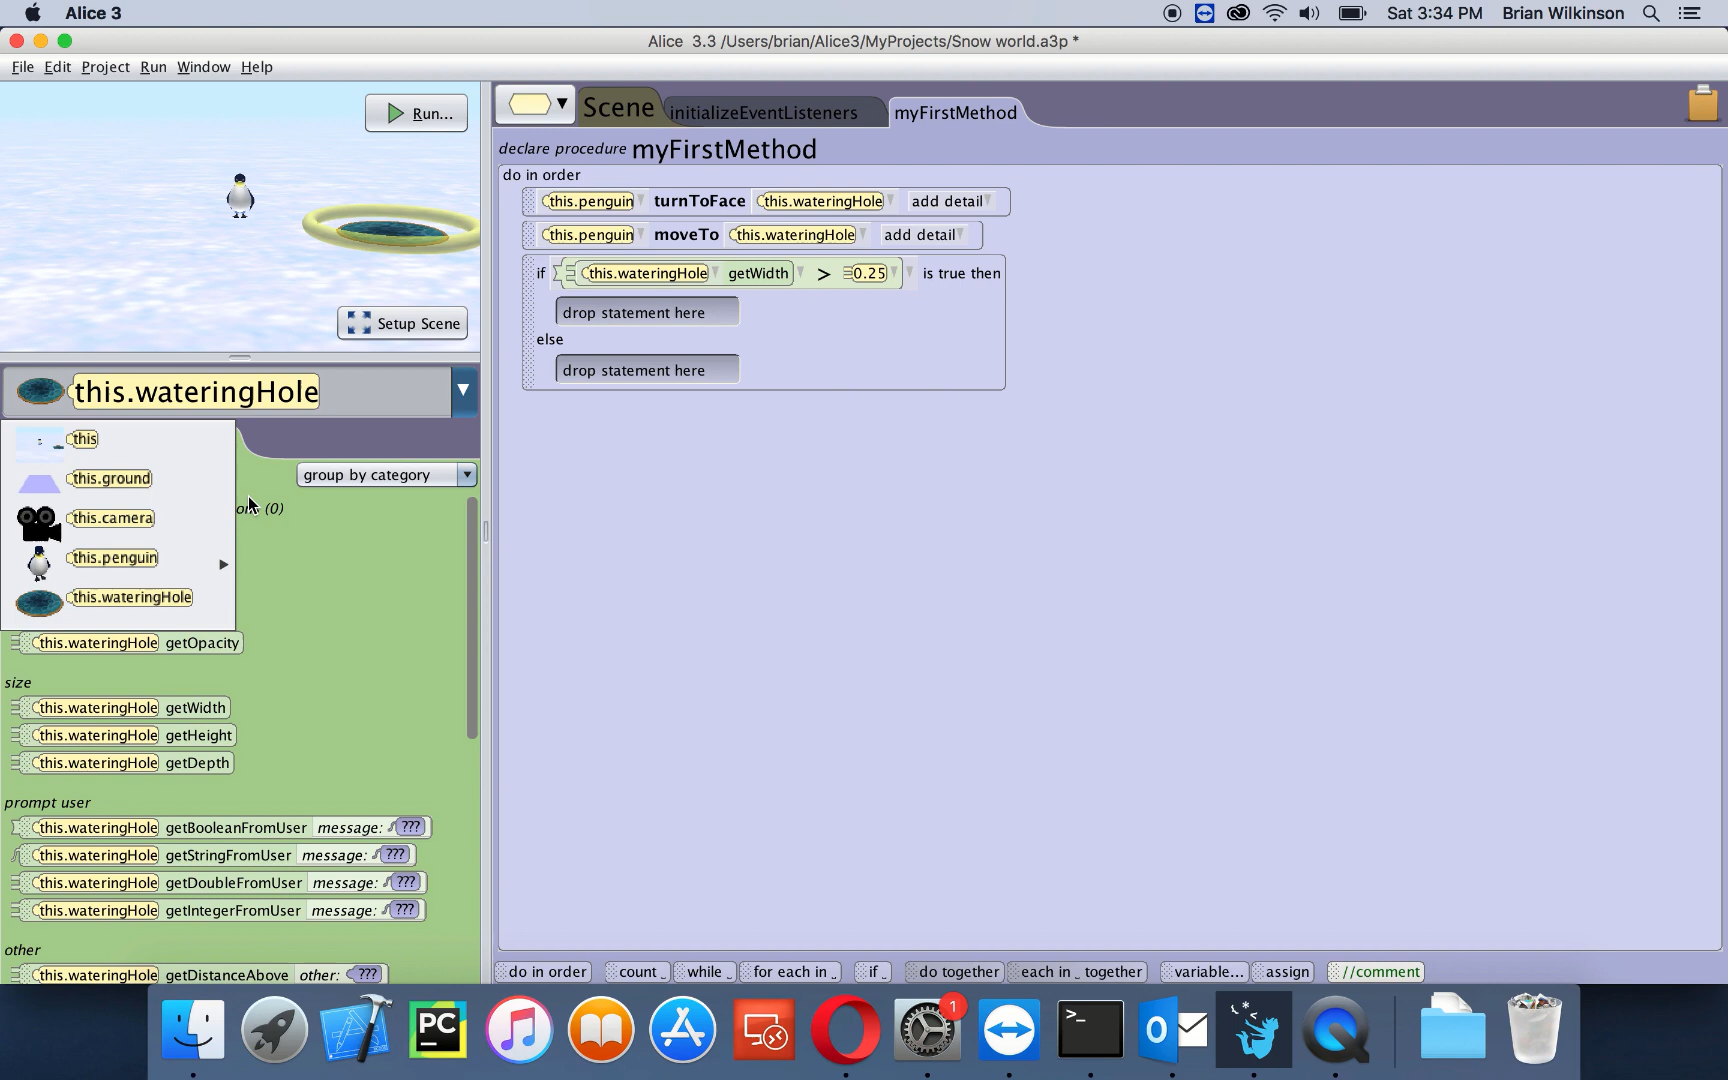 Alice 3
Sat 3:34 PM Brian Wilkinson
Alice 3.3 /Users/brian/Alice3/MyProjects/Snow world.a3p *
File Edit Project Run Window Help
Run...
Setup Scene
Scene initializeEventListeners myFirstMethod
declare procedure myFirstMethod
do in order
this.penguin turnToFace this.wateringHole add detail
this.penguin moveTo this.wateringHole add detail
if this.wateringHole getWidth > 0.25 is true then
drop statement here
else
drop statement here
this.wateringHole
this
this.ground
this.camera
this.penguin
this.wateringHole
group by category
(0)
this.wateringHole getOpacity
size
this.wateringHole getWidth
this.wateringHole getHeight
this.wateringHole getDepth
prompt user
this.wateringHole getBooleanFromUser message: ???
this.wateringHole getStringFromUser message: ???
this.wateringHole getDoubleFromUser message: ???
this.wateringHole getIntegerFromUser message: ???
other
this.wateringHole getDistanceAbove other: ???
do in order count _ while _ for each in _ if _ do together each in _ together variable... assign //comment
PC
1
>_
O